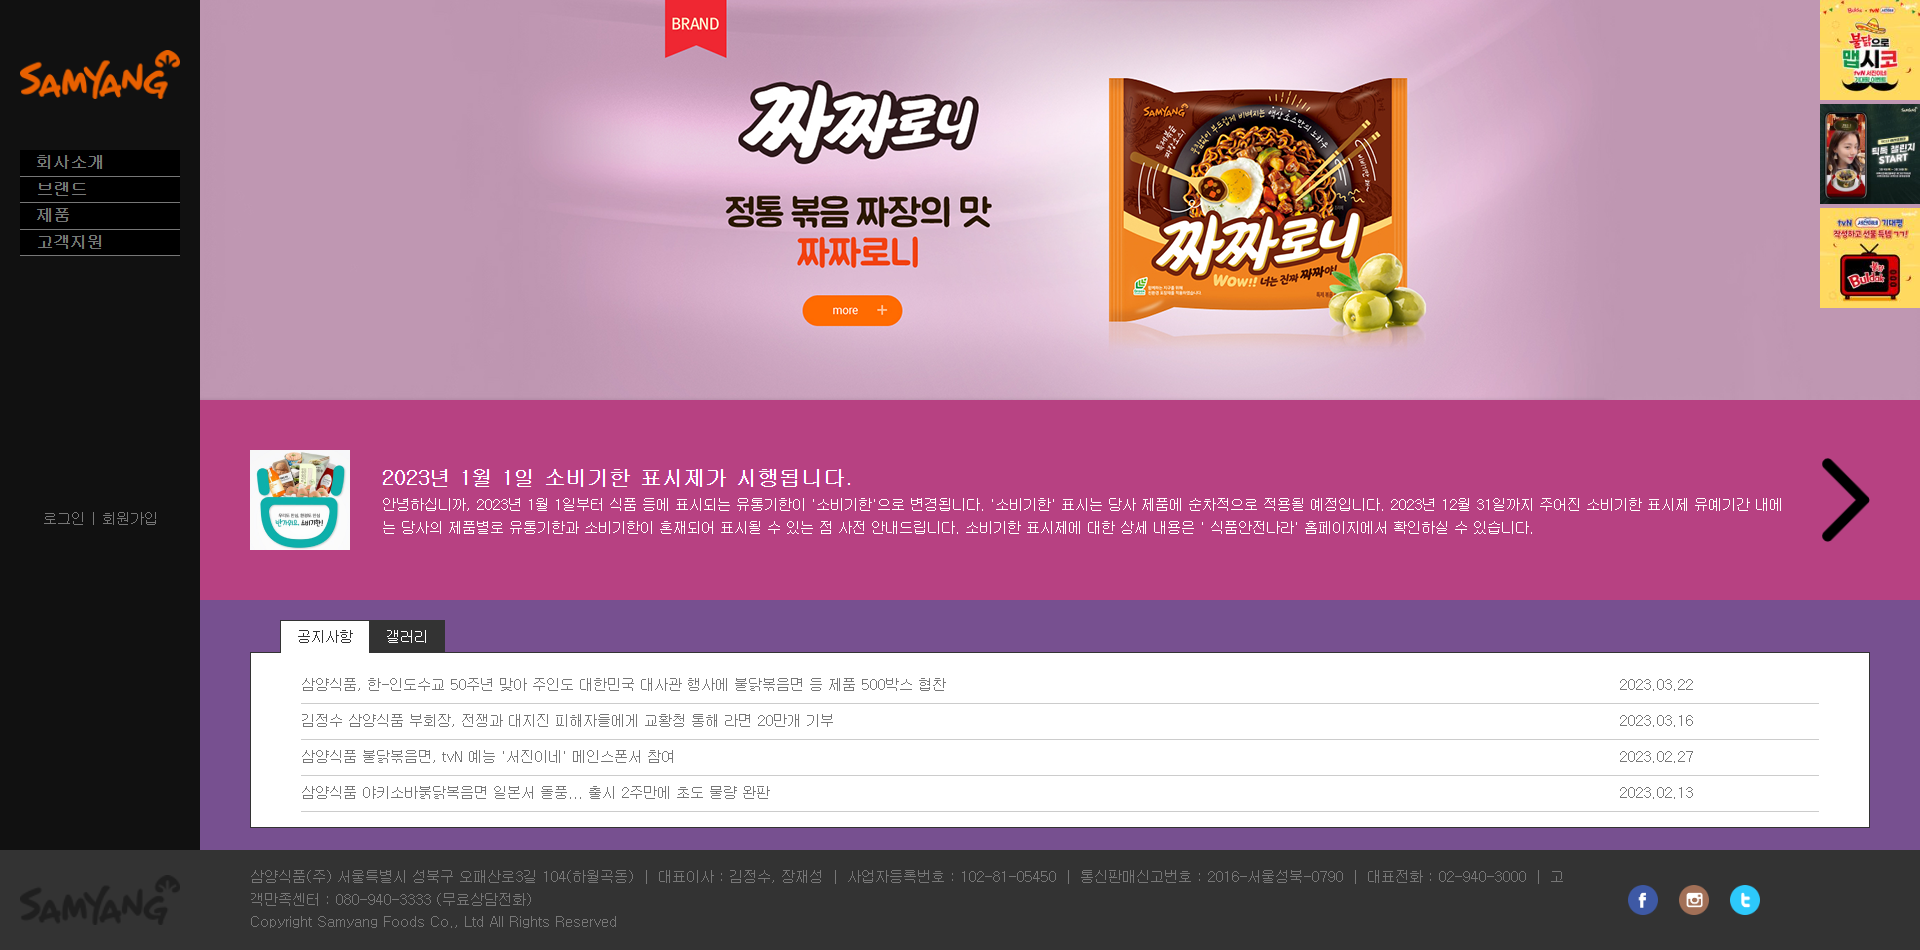 SAMYANG
회사소개
브랜드
제품
고객지원
로그인 | 회원가입
BRAND
짜짜로니
정통 볶음 짜장의 맛
짜짜로니
more +
SAMYANG
짜짜로니
Wow!! 너는 진짜 짜짜야!
불닭으로
맵시코
tvN 서진이네
기대평 이벤트
틱톡 챌린지
START
tvN 서진이네 기대평
작성하고 선물 득템 ㄱㄱ!
불닭
Buldak
반가워요, 소비기한!
2023년 1월 1일 소비기한 표시제가 시행됩니다.
안녕하십니까, 2023년 1월 1일부터 식품 등에 표시되는 유통기한이 '소비기한'으로 변경됩니다. '소비기한' 표시는 당사 제품에 순차적으로 적용될 예정입니다. 2023년 12월 31일까지 주어진 소비기한 표시제 유예기간 내에
는 당사의 제품별로 유통기한과 소비기한이 혼재되어 표시될 수 있는 점 사전 안내드립니다. 소비기한 표시제에 대한 상세 내용은 ' 식품안전나라' 홈페이지에서 확인하실 수 있습니다.
공지사항 갤러리
삼양식품, 한-인도수교 50주년 맞아 주인도 대한민국 대사관 행사에 불닭볶음면 등 제품 500박스 협찬 2023.03.22
김정수 삼양식품 부회장, 전쟁과 대지진 피해자들에게 교황청 통해 라면 20만개 기부 2023.03.16
삼양식품 불닭볶음면, tvN 예능 '서진이네' 메인스폰서 참여 2023.02.27
삼양식품 야키소바붉닭복음면 일본서 돌풍... 출시 2주만에 초도 물량 완판 2023.02.13
SAMYANG
삼양식품(주) 서울특별시 성북구 오패산로3길 104(하월곡동) | 대표이사 : 김정수, 장재성 | 사업자등록번호 : 102-81-05450 | 통신판매신고번호 : 2016-서울성북-0790 | 대표전화 : 02-940-3000 | 고
객만족센터 : 080-940-3333 (무료상담전화)
Copyright Samyang Foods Co., Ltd All Rights Reserved